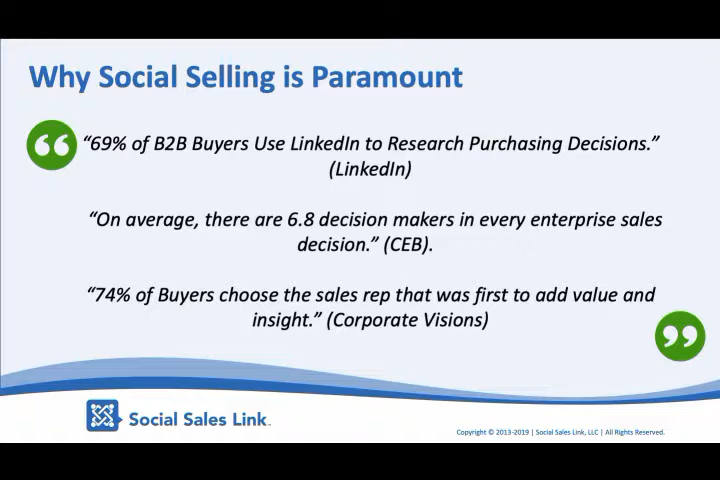 Why Social Selling is Paramount
“69% of B2B Buyers Use LinkedIn to Research Purchasing Decisions.”
(LinkedIn)
“On average, there are 6.8 decision makers in every enterprise sales
decision.” (CEB).
“74% of Buyers choose the sales rep that was first to add value and
insight.” (Corporate Visions)
Social Sales Link™
Copyright © 2013-2019 | Social Sales Link, LLC | All Rights Reserved.